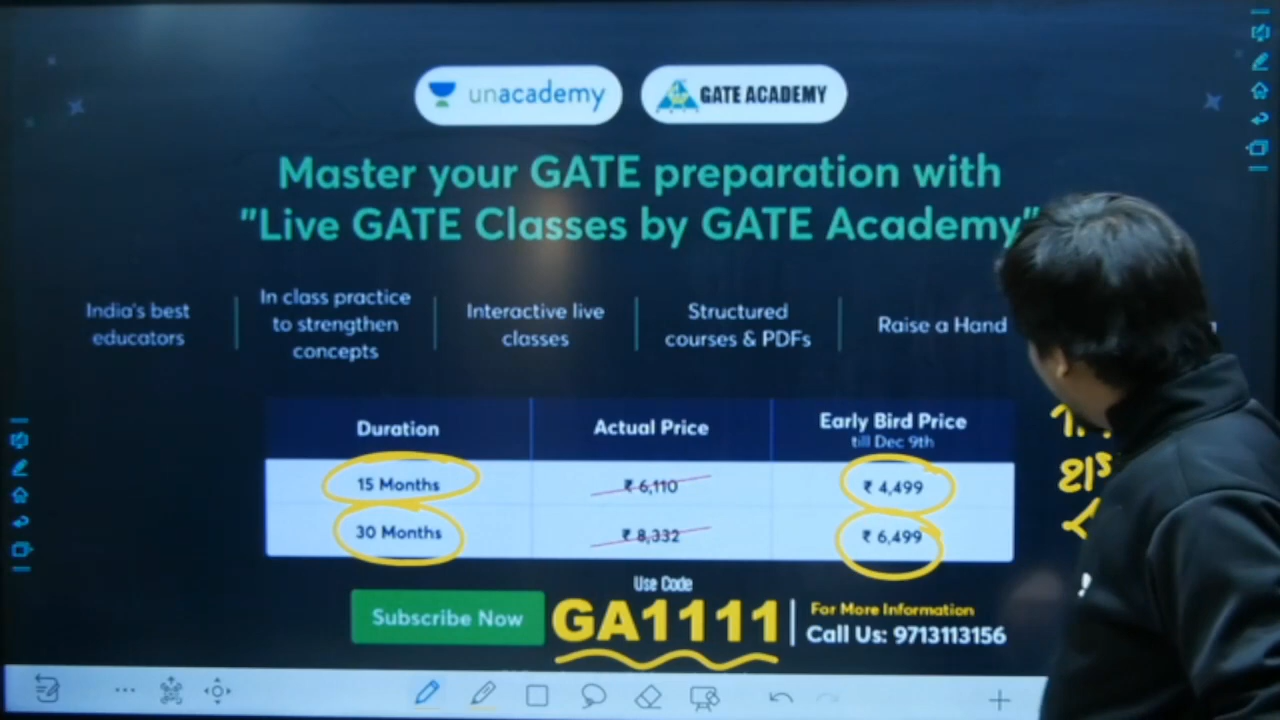 unacademy
GATE ACADEMY
Master your GATE preparation with
"Live GATE Classes by GATE Academy"
India's best
educators
In class practice
to strengthen
concepts
Interactive live
classes
Structured
courses & PDFs
Raise a Hand
Duration
Actual Price
Early Bird Price
till Dec 9th
15 Months
₹ 6,110
₹ 4,499
30 Months
₹ 8,332
₹ 6,499
Subscribe Now
Use Code
GA1111
For More Information
Call Us: 9713113156